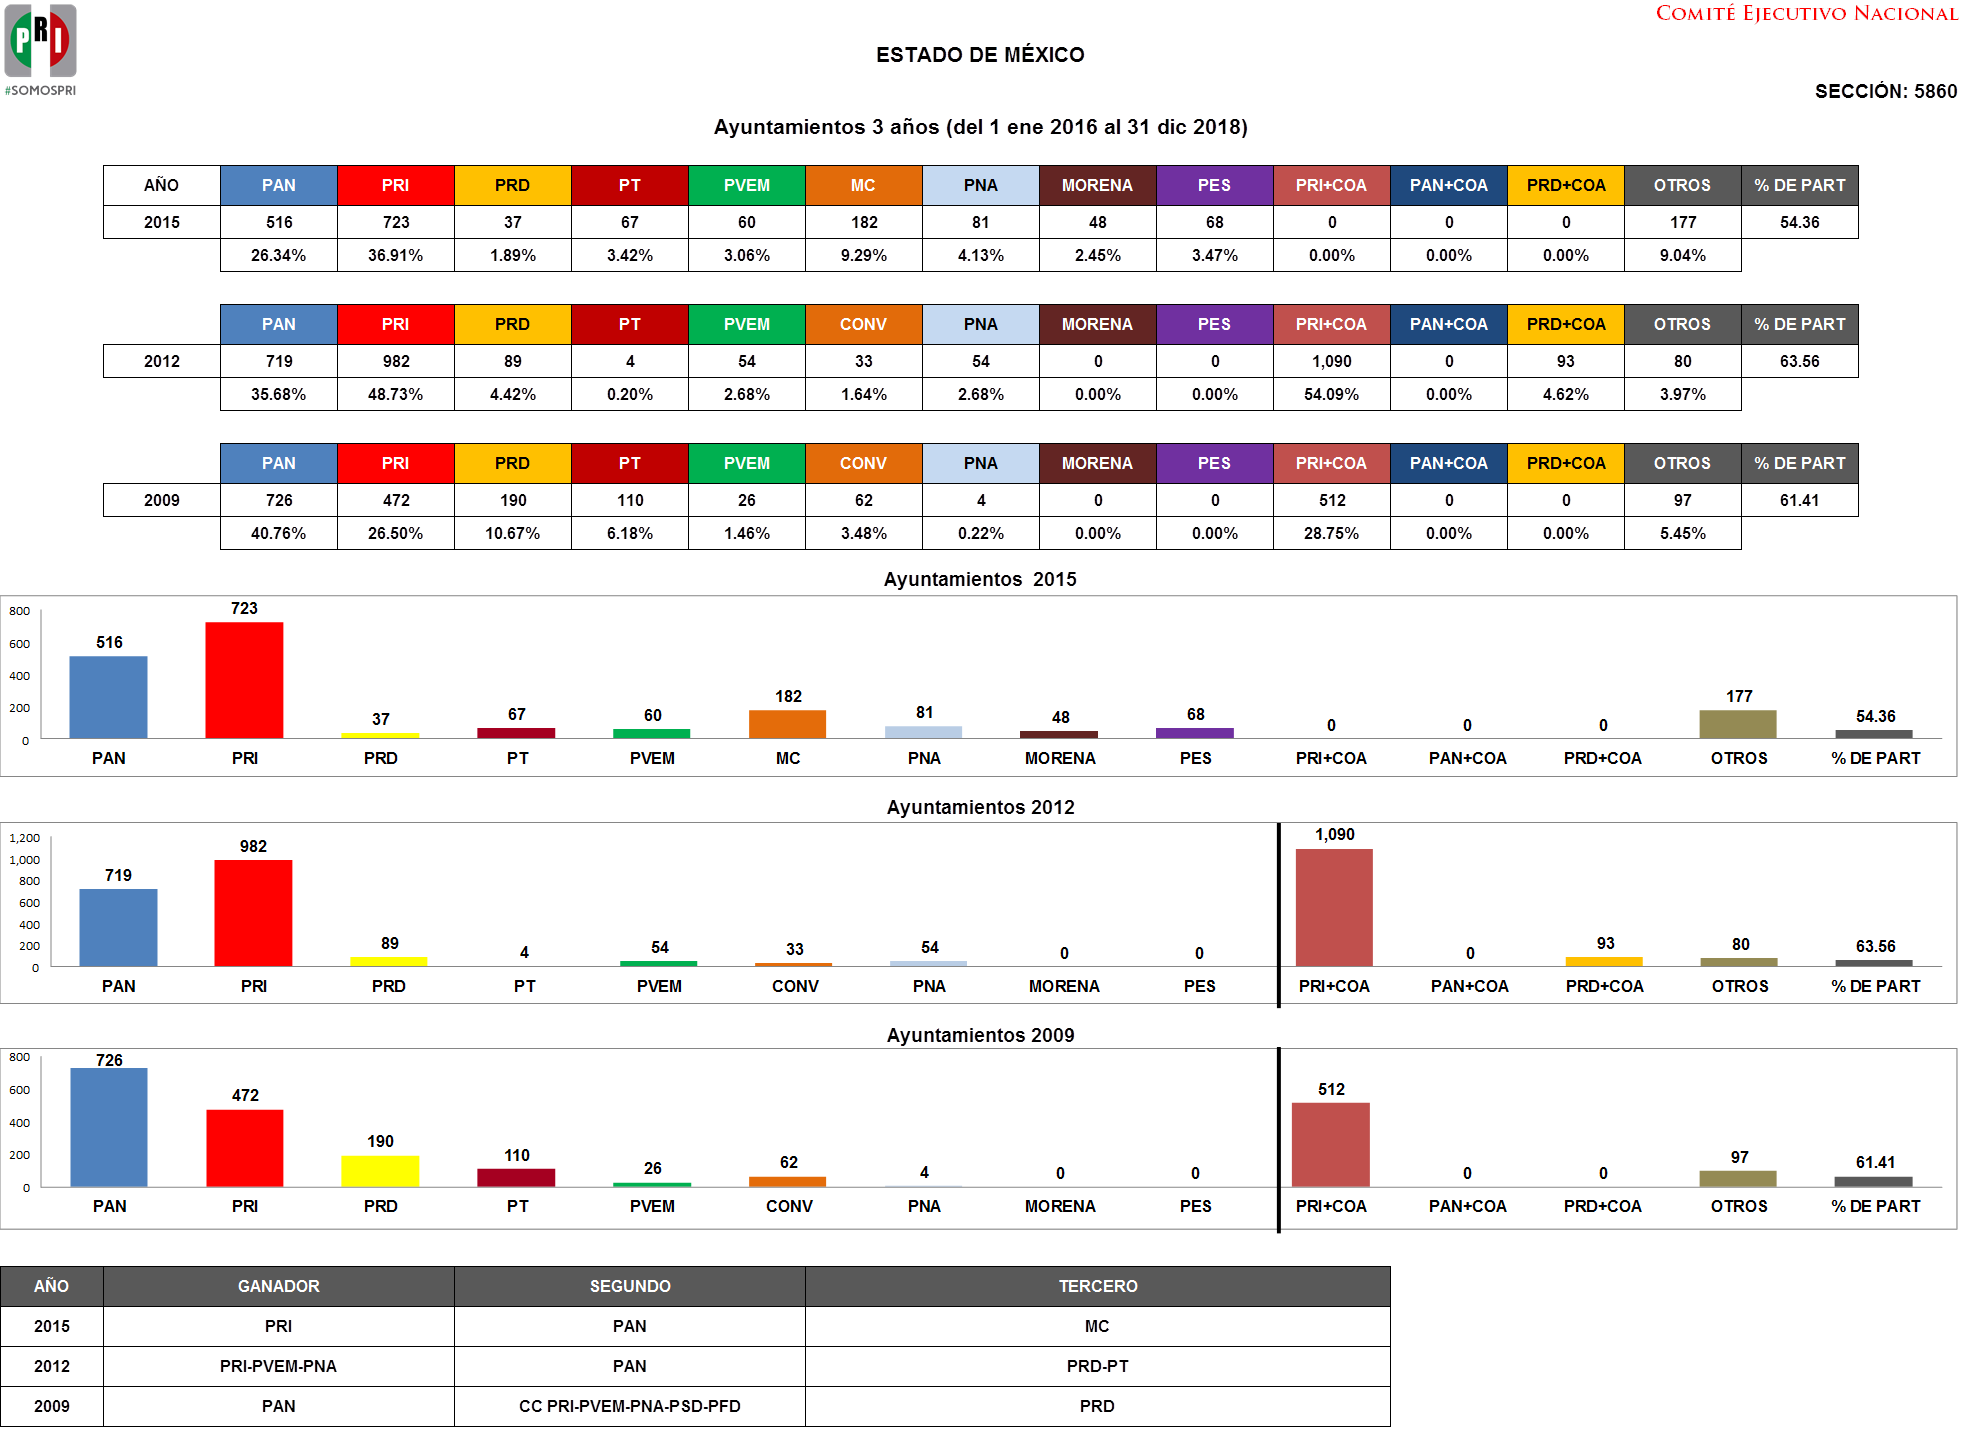 PRI
#SOMOSPRI
COMITÉ EJECUTIVO NACIONAL
ESTADO DE MÉXICO
SECCIÓN: 5860
Ayuntamientos 3 años (del 1 ene 2016 al 31 dic 2018)
AÑO PAN PRI PRD PT PVEM MC PNA MORENA PES PRI+COA PAN+COA PRD+COA OTROS % DE PART
2015 516 723 37 67 60 182 81 48 68 0 0 0 177 54.36
26.34% 36.91% 1.89% 3.42% 3.06% 9.29% 4.13% 2.45% 3.47% 0.00% 0.00% 0.00% 9.04%
PAN PRI PRD PT PVEM CONV PNA MORENA PES PRI+COA PAN+COA PRD+COA OTROS % DE PART
2012 719 982 89 4 54 33 54 0 0 1,090 0 93 80 63.56
35.68% 48.73% 4.42% 0.20% 2.68% 1.64% 2.68% 0.00% 0.00% 54.09% 0.00% 4.62% 3.97%
PAN PRI PRD PT PVEM CONV PNA MORENA PES PRI+COA PAN+COA PRD+COA OTROS % DE PART
2009 726 472 190 110 26 62 4 0 0 512 0 0 97 61.41
40.76% 26.50% 10.67% 6.18% 1.46% 3.48% 0.22% 0.00% 0.00% 28.75% 0.00% 0.00% 5.45%
Ayuntamientos 2015
800
600
400
200
0
516 723 37 67 60 182 81 48 68 0 0 0 177 54.36
PAN PRI PRD PT PVEM MC PNA MORENA PES PRI+COA PAN+COA PRD+COA OTROS % DE PART
Ayuntamientos 2012
1,200
1,000
800
600
400
200
0
719 982 89 4 54 33 54 0 0 1,090 0 93 80 63.56
PAN PRI PRD PT PVEM CONV PNA MORENA PES PRI+COA PAN+COA PRD+COA OTROS % DE PART
Ayuntamientos 2009
800
600
400
200
0
726 472 190 110 26 62 4 0 0 512 0 0 97 61.41
PAN PRI PRD PT PVEM CONV PNA MORENA PES PRI+COA PAN+COA PRD+COA OTROS % DE PART
AÑO GANADOR SEGUNDO TERCERO
2015 PRI PAN MC
2012 PRI-PVEM-PNA PAN PRD-PT
2009 PAN CC PRI-PVEM-PNA-PSD-PFD PRD